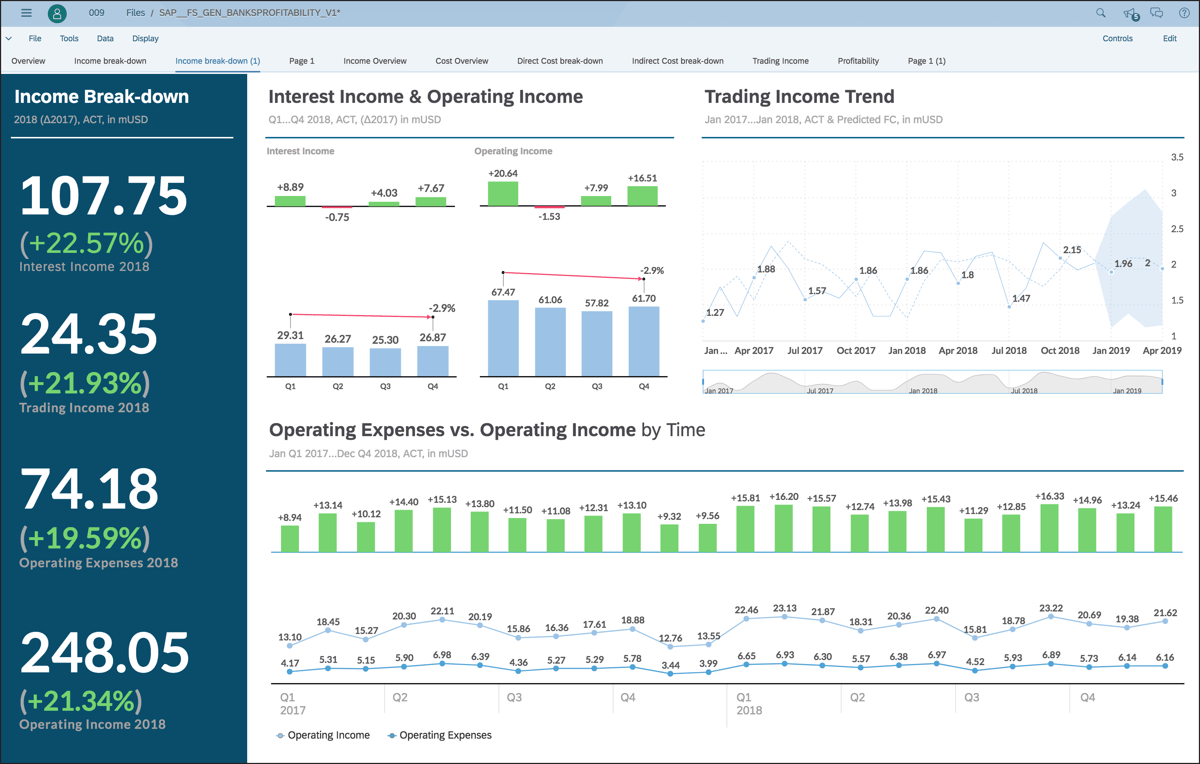 009 Files / SAP__FS_GEN_BANKSPROFITABILITY_V1*
5
File Tools Data Display Controls Edit
Overview Income break-down Income break-down (1) Page 1 Income Overview Cost Overview Direct Cost break-down Indirect Cost break-down Trading Income Profitability Page 1 (1)
Income Break-down
2018 (Δ2017), ACT, in mUSD
107.75
(+22.57%)
Interest Income 2018
24.35
(+21.93%)
Trading Income 2018
74.18
(+19.59%)
Operating Expenses 2018
248.05
(+21.34%)
Operating Income 2018
Interest Income & Operating Income
Q1...Q4 2018, ACT, (Δ2017) in mUSD
Interest Income
+8.89 -0.75 +4.03 +7.67
-2.9%
29.31 26.27 25.30 26.87
Q1 Q2 Q3 Q4
Operating Income
+20.64 -1.53 +7.99 +16.51
-2.9%
67.47 61.06 57.82 61.70
Q1 Q2 Q3 Q4
Trading Income Trend
Jan 2017...Jan 2018, ACT & Predicted FC, in mUSD
3.5
3
2.5
2
1.5
1
1.27 1.88 1.57 1.86 1.86 1.8 1.47 2.15 1.96 2
Jan ... Apr 2017 Jul 2017 Oct 2017 Jan 2018 Apr 2018 Jul 2018 Oct 2018 Jan 2019 Apr 2019
Jan 2017 Jul 2017 Jan 2018 Jul 2018 Jan 2019
Operating Expenses vs. Operating Income by Time
Jan Q1 2017...Dec Q4 2018, ACT, in mUSD
+8.94 +13.14 +10.12 +14.40 +15.13 +13.80 +11.50 +11.08 +12.31 +13.10 +9.32 +9.56 +15.81 +16.20 +15.57 +12.74 +13.98 +15.43 +11.29 +12.85 +16.33 +14.96 +13.24 +15.46
13.10 18.45 15.27 20.30 22.11 20.19 15.86 16.36 17.61 18.88 12.76 13.55 22.46 23.13 21.87 18.31 20.36 22.40 15.81 18.78 23.22 20.69 19.38 21.62
4.17 5.31 5.15 5.90 6.98 6.39 4.36 5.27 5.29 5.78 3.44 3.99 6.65 6.93 6.30 5.57 6.38 6.97 4.52 5.93 6.89 5.73 6.14 6.16
Q1 Q2 Q3 Q4 Q1 Q2 Q3 Q4
2017 2018
Operating Income Operating Expenses